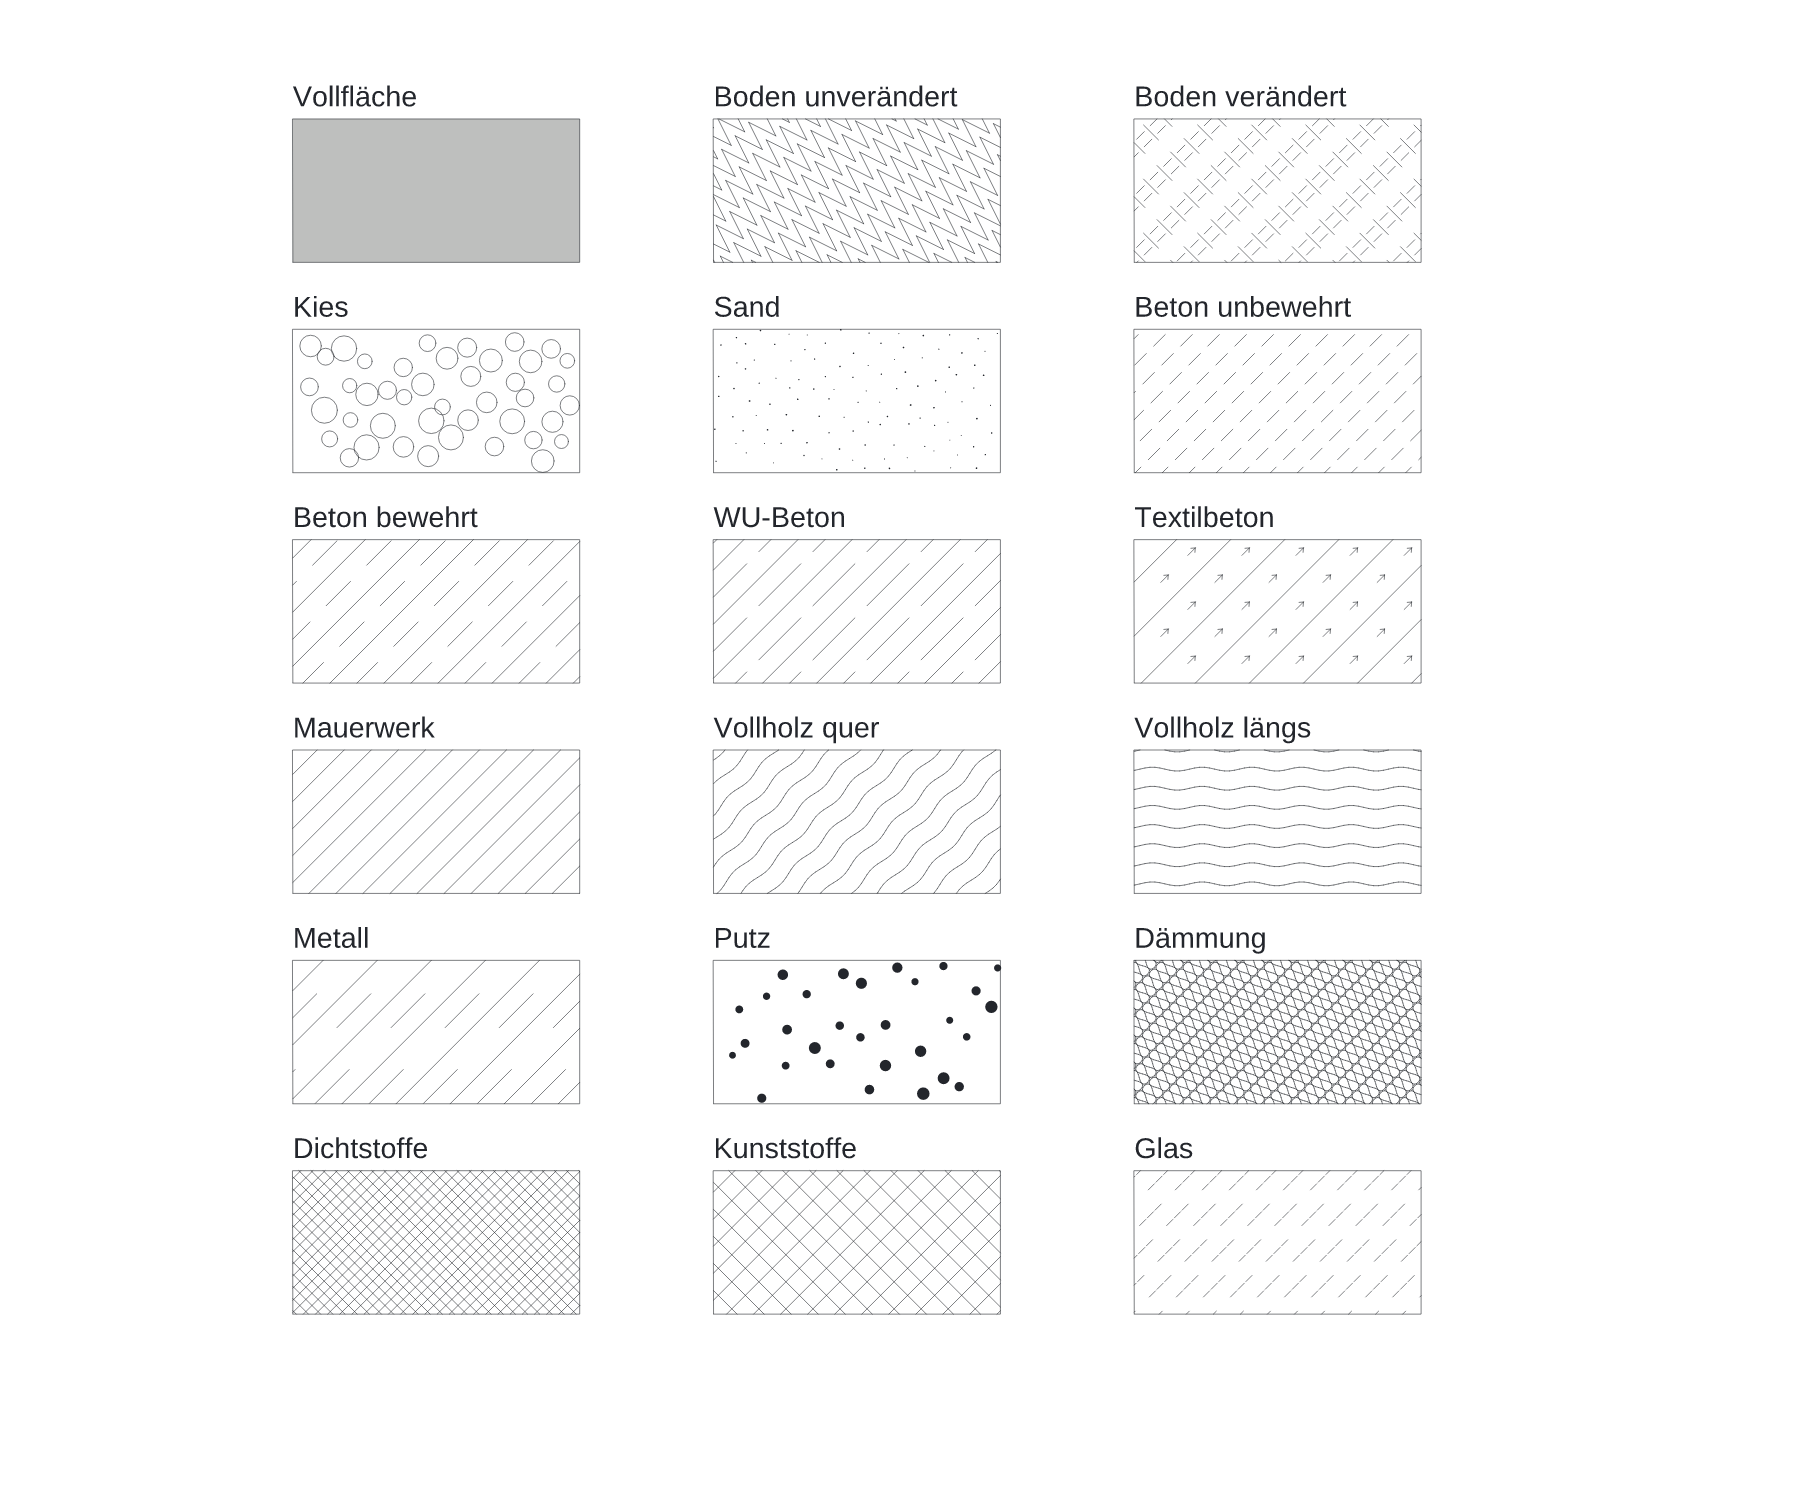 Vollfläche
Boden unverändert
Boden verändert
Kies
Sand
Beton unbewehrt
Beton bewehrt
WU-Beton
Textilbeton
Mauerwerk
Vollholz quer
Vollholz längs
Metall
Putz
Dämmung
Dichtstoffe
Kunststoffe
Glas